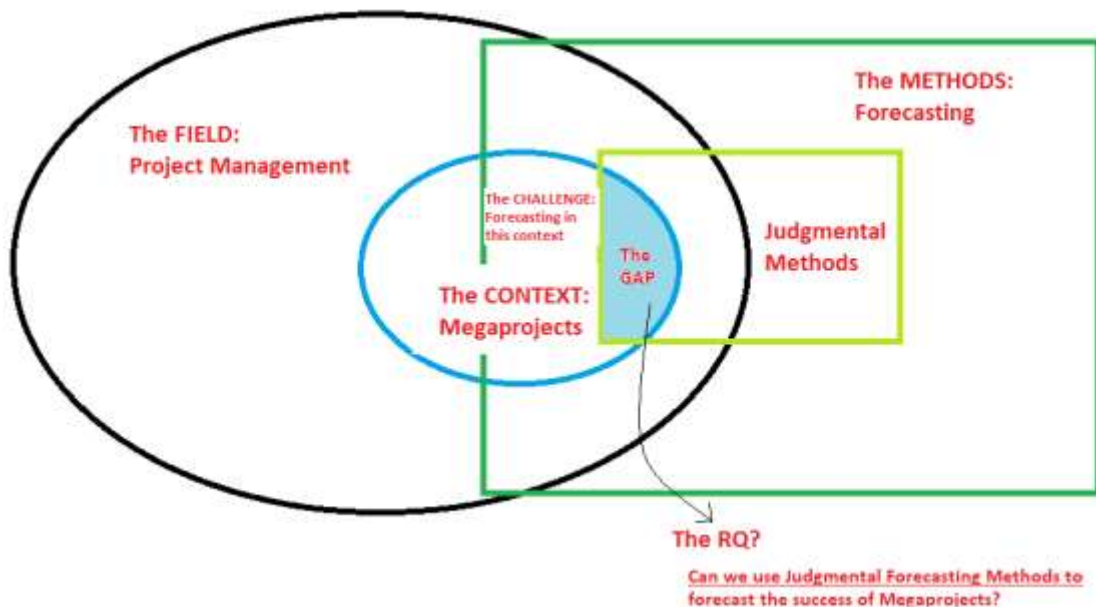 The METHODS:
Forecasting
The FIELD:
Project Management
The CHALLENGE:
Forecasting in
this context
Judgmental
Methods
The
GAP
The CONTEXT:
Megaprojects
The RQ?
Can we use Judgmental Forecasting Methods to
forecast the success of Megaprojects?